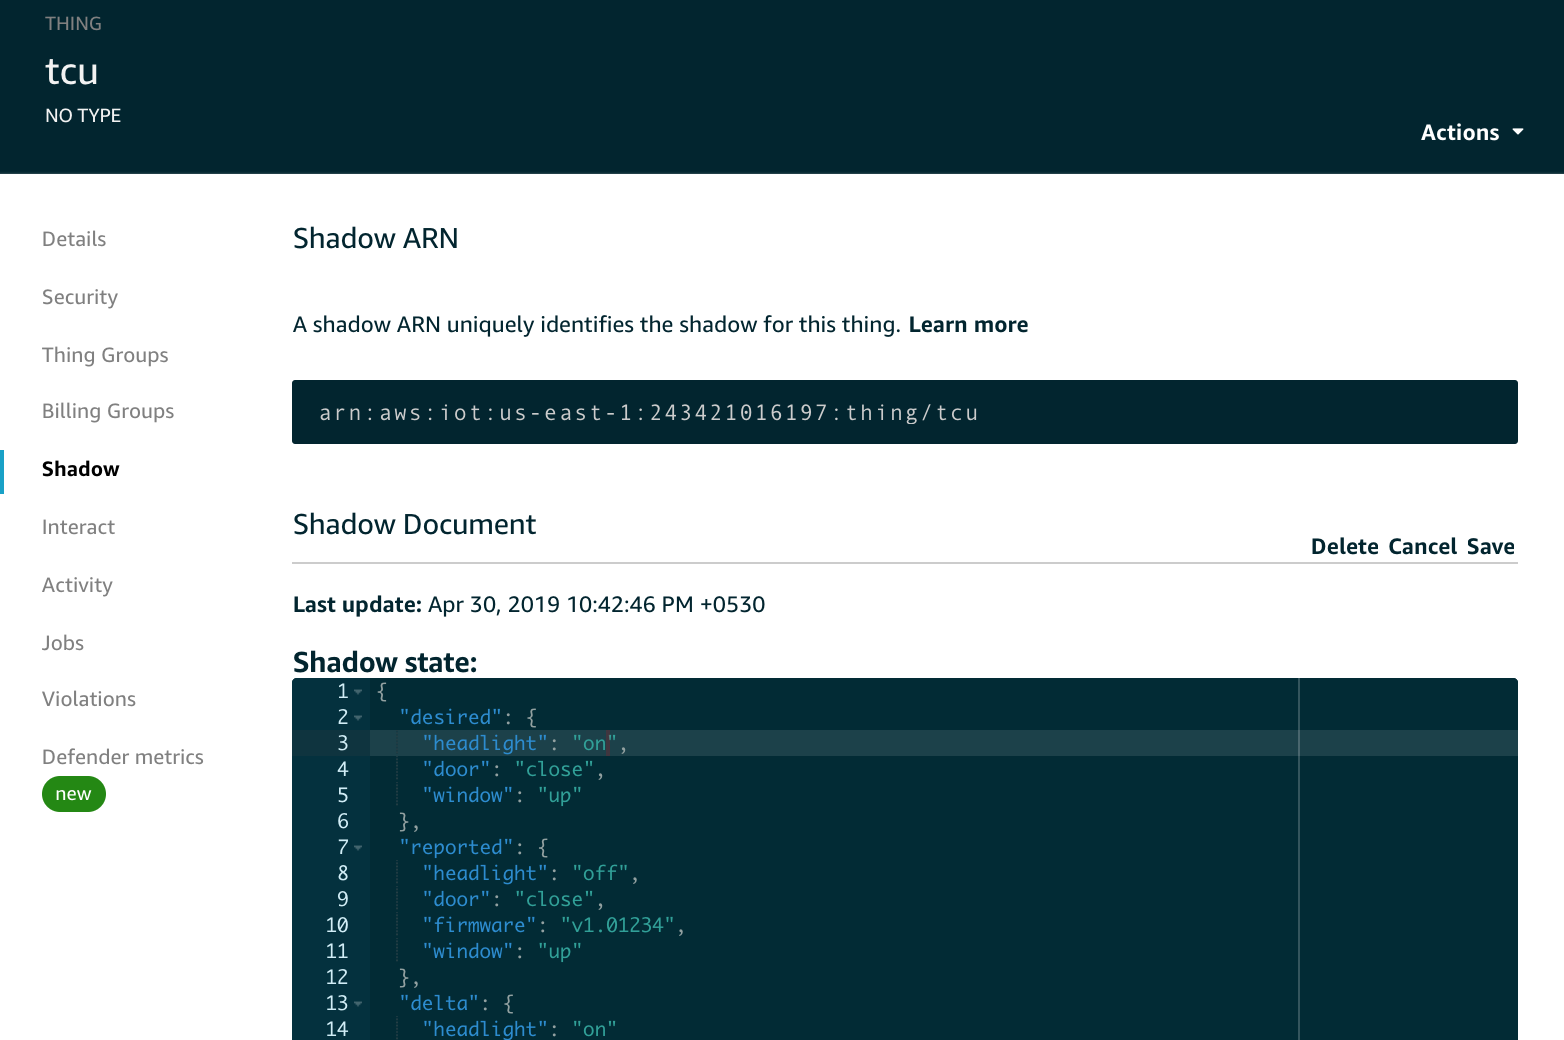 THING
tcu
NO TYPE
Actions
Details
Security
Thing Groups
Billing Groups
Shadow
Interact
Activity
Jobs
Violations
Defender metrics
new
Shadow ARN
A shadow ARN uniquely identifies the shadow for this thing. Learn more
arn:aws:iot:us-east-1:243421016197:thing/tcu
Shadow Document
Delete Cancel Save
Last update: Apr 30, 2019 10:42:46 PM +0530
Shadow state:
1 {
2 "desired": {
3 "headlight": "on",
4 "door": "close",
5 "window": "up"
6 },
7 "reported": {
8 "headlight": "off",
9 "door": "close",
10 "firmware": "v1.01234",
11 "window": "up"
12 },
13 "delta": {
14 "headlight": "on"